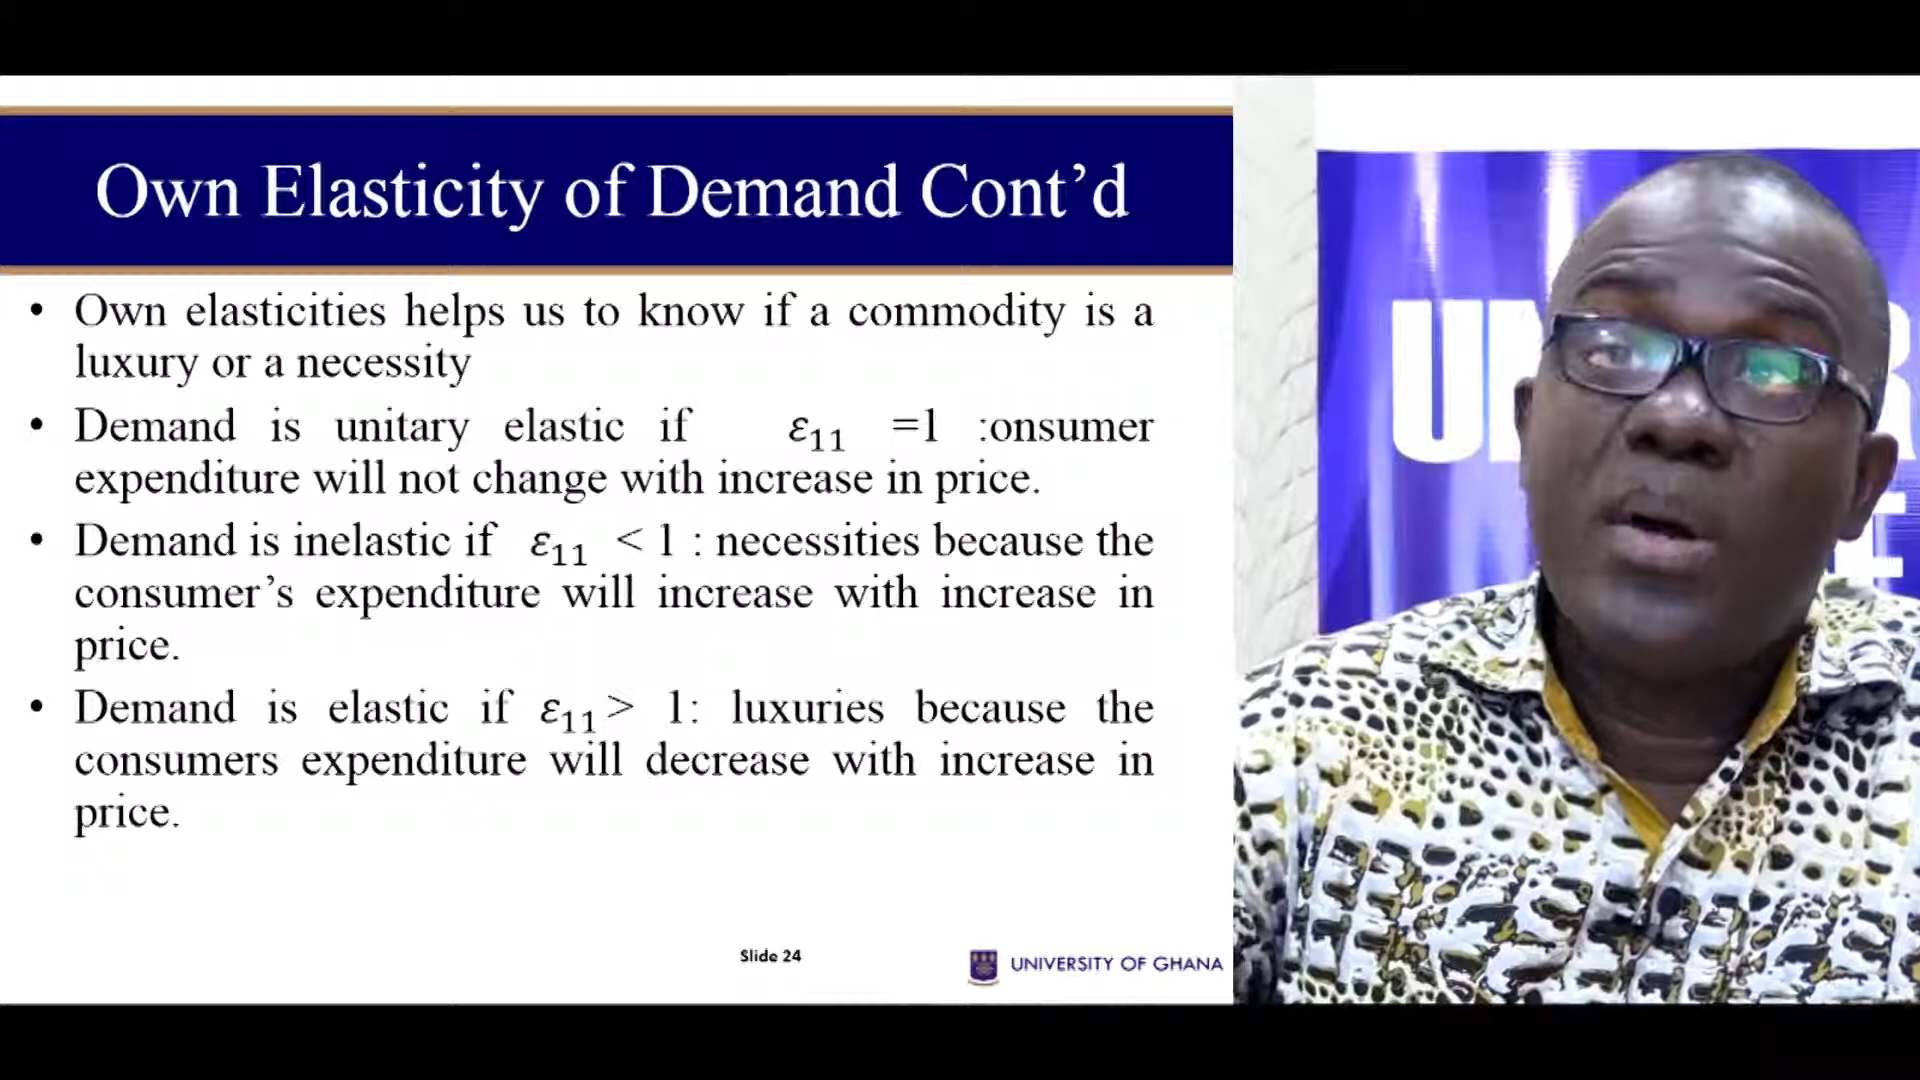 Own Elasticity of Demand Cont’d
• Own elasticities helps us to know if a commodity is a
luxury or a necessity
• Demand is unitary elastic if ε₁₁ =1 :onsumer
expenditure will not change with increase in price.
• Demand is inelastic if ε₁₁ < 1 : necessities because the
consumer’s expenditure will increase with increase in
price.
• Demand is elastic if ε₁₁ > 1: luxuries because the
consumers expenditure will decrease with increase in
price.
Slide 24
UNIVERSITY OF GHANA